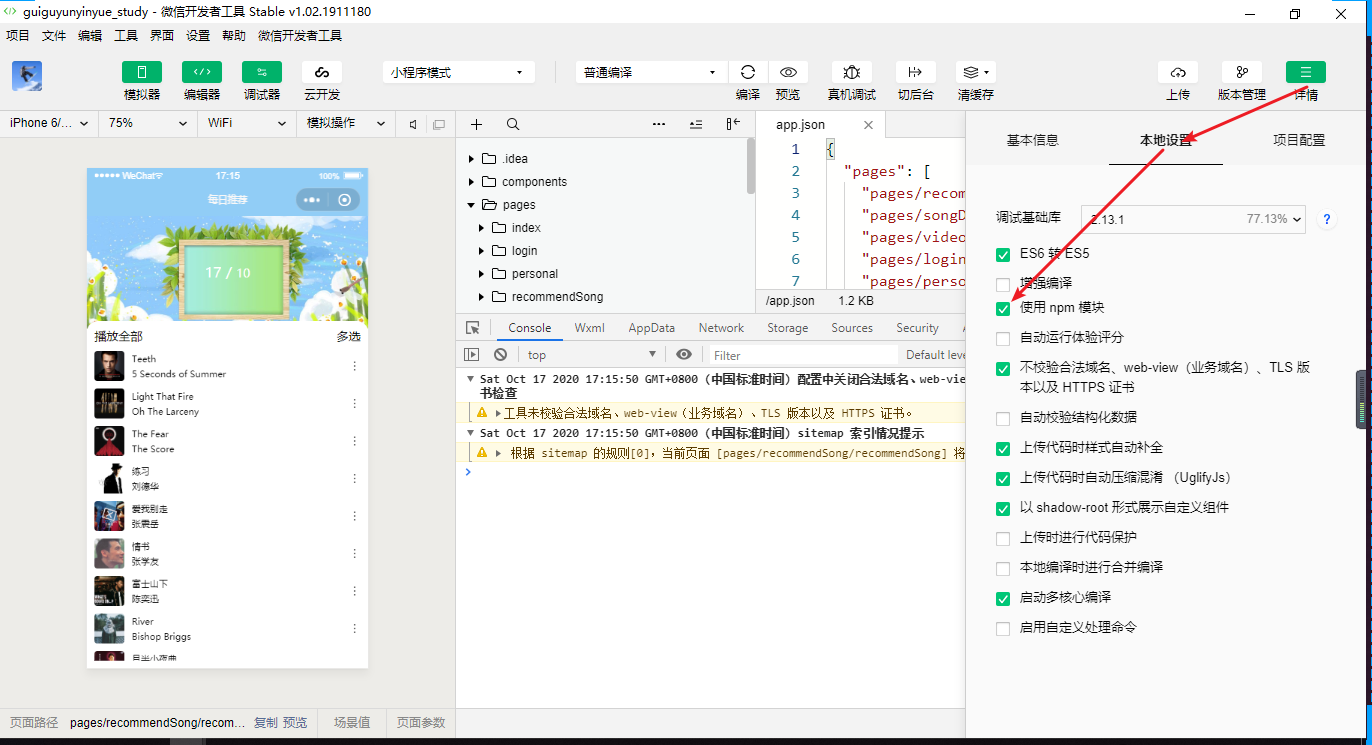 guiguyunyinyue_study - 微信开发者工具 Stable v1.02.1911180
项目 文件 编辑 工具 界面 设置 帮助 微信开发者工具
模拟器 编辑器 调试器 云开发
小程序模式 普通编译
编译 预览 真机调试 切后台 清缓存
上传 版本管理 详情
iPhone 6/... 75% WiFi 模拟操作
WeChat 17:15 100%
每日推荐
17 / 10
播放全部 多选
Teeth
5 Seconds of Summer
Light That Fire
Oh The Larceny
The Fear
The Score
练习
刘德华
爱我别走
张震岳
情书
张学友
富士山下
陈奕迅
River
Bishop Briggs
月半小夜曲
页面路径 pages/recommendSong/recom... 复制 预览 场景值 页面参数
.idea
components
pages
index
login
personal
recommendSong
app.json
1 {
2 "pages": [
3 "pages/recom
4 "pages/songD
5 "pages/video
6 "pages/login
7 "pages/perso
/app.json 1.2 KB
Console Wxml AppData Network Storage Sources Security
top Filter Default leve
Sat Oct 17 2020 17:15:50 GMT+0800 (中国标准时间) 配置中关闭合法域名、web-vie
书检查
工具未校验合法域名、web-view（业务域名）、TLS 版本以及 HTTPS 证书。
Sat Oct 17 2020 17:15:50 GMT+0800 (中国标准时间) sitemap 索引情况提示
根据 sitemap 的规则[0]，当前页面 [pages/recommendSong/recommendSong] 将
基本信息 本地设置 项目配置
调试基础库 2.13.1 77.13% ?
ES6 转 ES5
增强编译
使用 npm 模块
自动运行体验评分
不校验合法域名、web-view（业务域名）、TLS 版
本以及 HTTPS 证书
自动校验结构化数据
上传代码时样式自动补全
上传代码时自动压缩混淆 （UglifyJs）
以 shadow-root 形式展示自定义组件
上传时进行代码保护
本地编译时进行合并编译
启动多核心编译
启用自定义处理命令